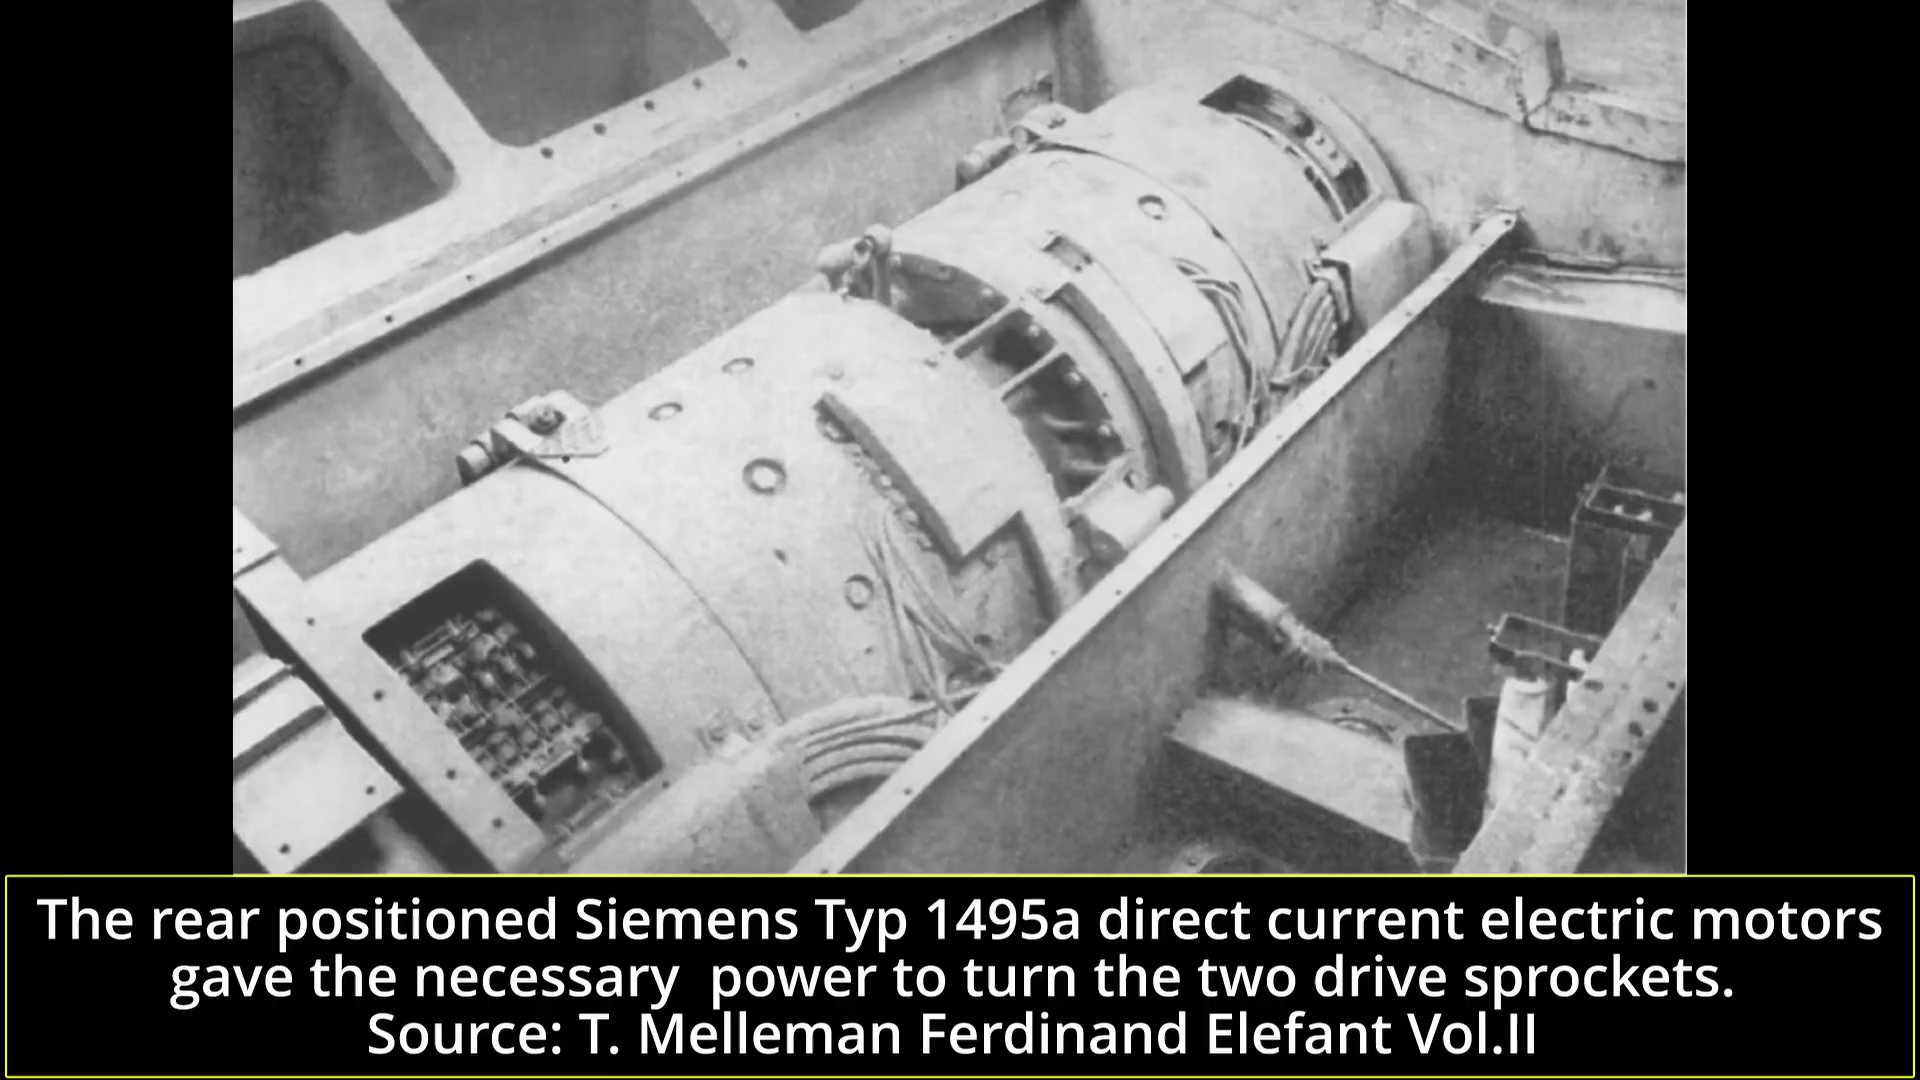 The rear positioned Siemens Typ 1495a direct current electric motors
gave the necessary  power to turn the two drive sprockets.
Source: T. Melleman Ferdinand Elefant Vol.II